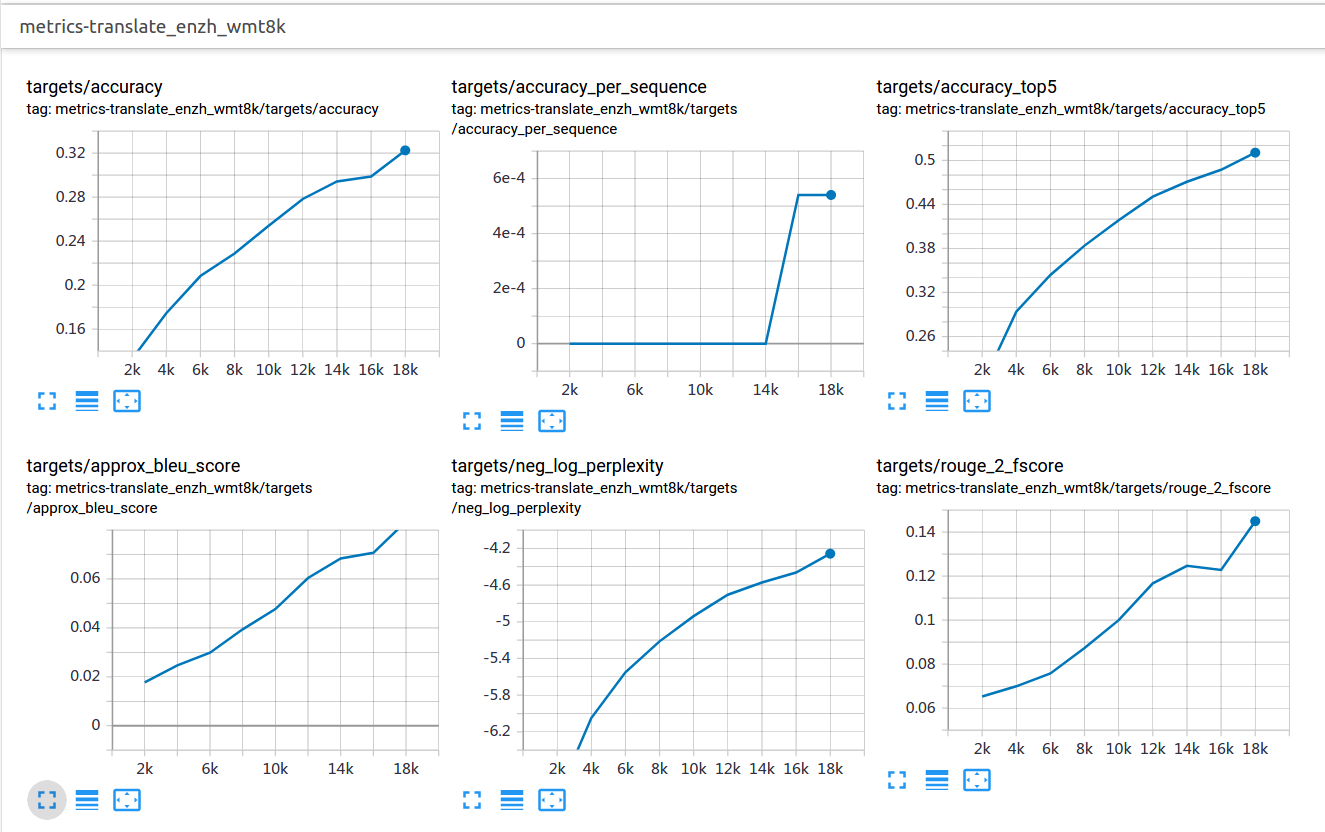 metrics-translate_enzh_wmt8k
targets/accuracy
tag: metrics-translate_enzh_wmt8k/targets/accuracy
0.32
0.28
0.24
0.2
0.16
2k 4k 6k 8k 10k 12k 14k 16k 18k
targets/accuracy_per_sequence
tag: metrics-translate_enzh_wmt8k/targets
/accuracy_per_sequence
6e-4
4e-4
2e-4
0
2k 6k 10k 14k 18k
targets/accuracy_top5
tag: metrics-translate_enzh_wmt8k/targets/accuracy_top5
0.5
0.44
0.38
0.32
0.26
2k 4k 6k 8k 10k 12k 14k 16k 18k
targets/approx_bleu_score
tag: metrics-translate_enzh_wmt8k/targets
/approx_bleu_score
0.06
0.04
0.02
0
2k 6k 10k 14k 18k
targets/neg_log_perplexity
tag: metrics-translate_enzh_wmt8k/targets
/neg_log_perplexity
-4.2
-4.6
-5
-5.4
-5.8
-6.2
2k 4k 6k 8k 10k 12k 14k 16k 18k
targets/rouge_2_fscore
tag: metrics-translate_enzh_wmt8k/targets/rouge_2_fscore
0.14
0.12
0.1
0.08
0.06
2k 4k 6k 8k 10k 12k 14k 16k 18k